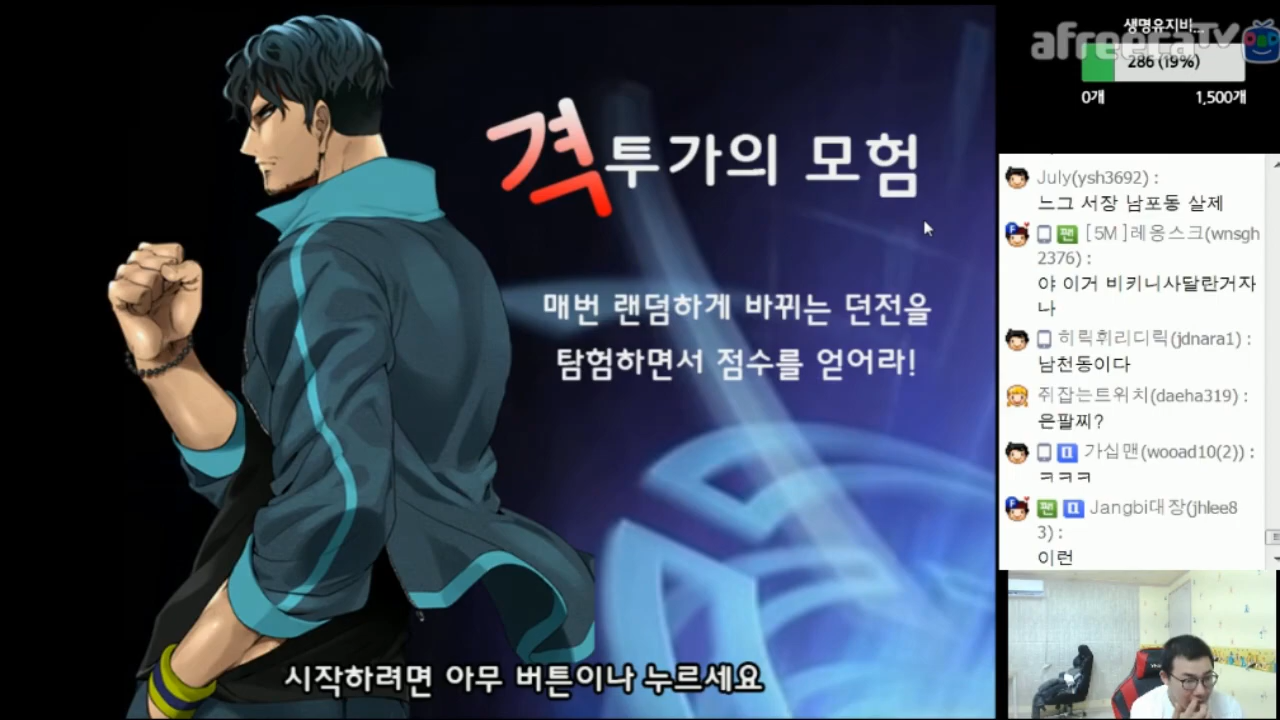 격투가의 모험
매번 랜덤하게 바뀌는 던전을
탐험하면서 점수를 얻어라!
시작하려면 아무 버튼이나 누르세요
afreecaTV
생명유지비...
286 (19%)
0개 1,500개
July(ysh3692) :
느그 서장 남포동 살제
팬 [5M]레옹스크(wnsgh
2376) :
야 이거 비키니사달란거자
나
히릭휘리디릭(jdnara1) :
남천동이다
쥐잡는트위치(daeha319) :
은팔찌?
가십맨(wooad10(2)) :
ㅋㅋㅋ
팬 Jangbi대장(jhlee8
3) :
이런